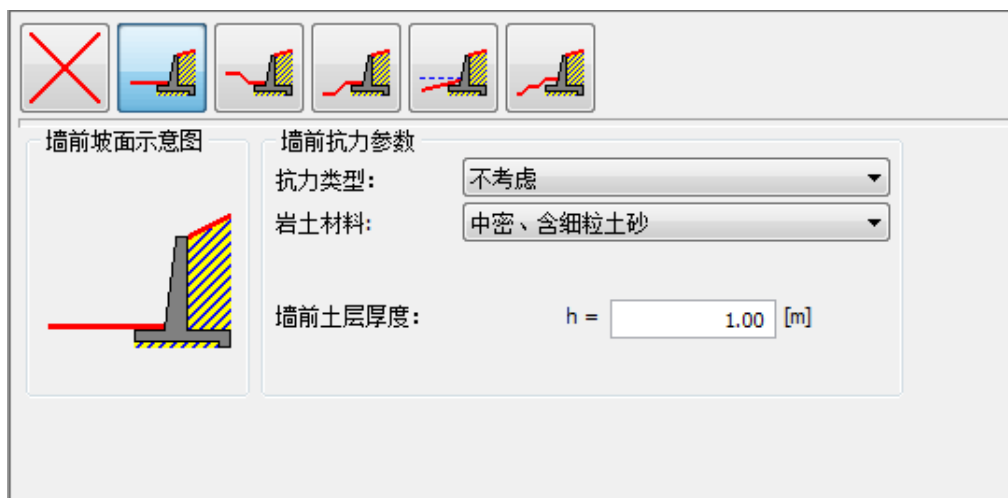 墙前坡面示意图
墙前抗力参数
抗力类型: 不考虑
岩土材料: 中密、含细粒土砂
墙前土层厚度: h = 1.00 [m]